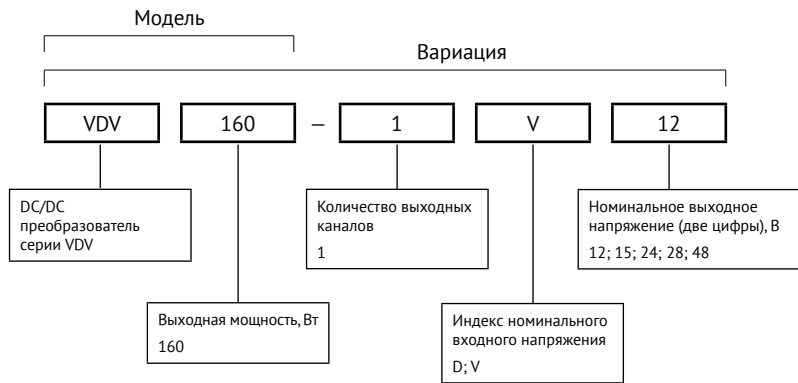 Модель
Вариация
VDV 160 – 1 V 12
DC/DC
преобразователь
серии VDV
Количество выходных
каналов
1
Номинальное выходное
напряжение (две цифры), В
12; 15; 24; 28; 48
Выходная мощность, Вт
160
Индекс номинального
входного напряжения
D; V